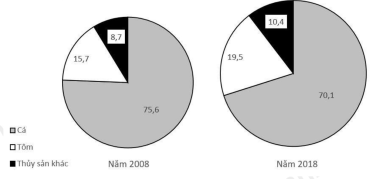 8,7
15,7
75,6
10,4
19,5
70,1
Cá
Tôm
Thủy sản khác
Năm 2008
Năm 2018